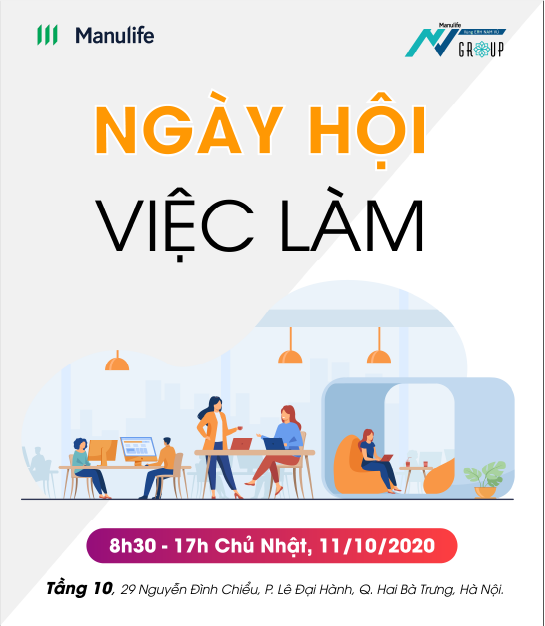 Manulife
Manulife
GROUP
NGÀY HỘI
VIỆC LÀM
8h30 - 17h Chủ Nhật, 11/10/2020
Tầng 10, 29 Nguyễn Đình Chiểu, P. Lê Đại Hành, Q. Hai Bà Trưng, Hà Nội.